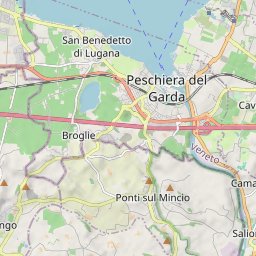 San Benedetto
di Lugana
Peschiera del
Garda
Cav
Broglie
Veneto
Cama
Ponti sul Mincio
ngo
Salion